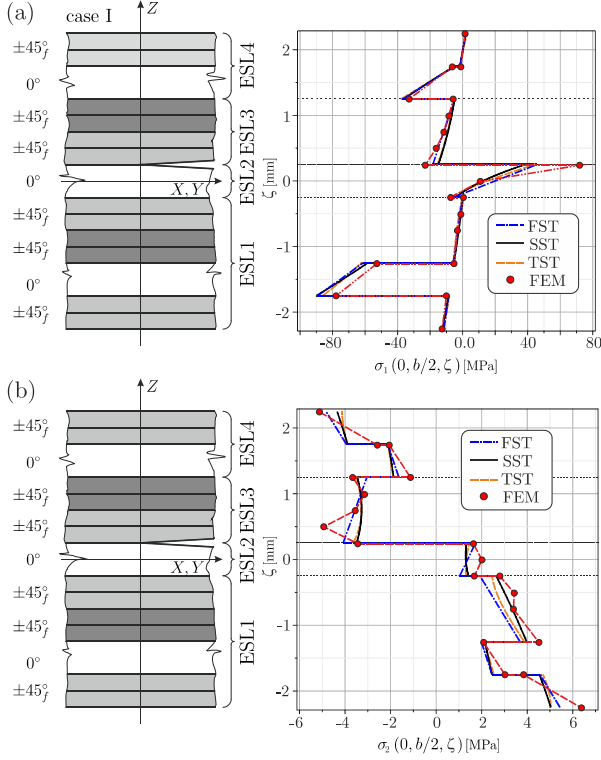 (a)
case I
Z
±45°f
0°
±45°f
±45°f
0°
±45°f
±45°f
0°
±45°f
X, Y
ESL4
ESL3
ESL2
ESL1
ζ [mm]
2
1
0
-1
-2
FST
SST
TST
FEM
-80
-40
0.0
40
80
σ₁ (0, b/2, ζ) [MPa]
(b)
Z
±45°f
0°
±45°f
±45°f
0°
±45°f
±45°f
0°
±45°f
X, Y
ESL4
ESL3
ESL2
ESL1
ζ [mm]
2
1
0
-1
-2
FST
SST
TST
FEM
-6
-4
-2
0
2
4
6
σ₂ (0, b/2, ζ) [MPa]